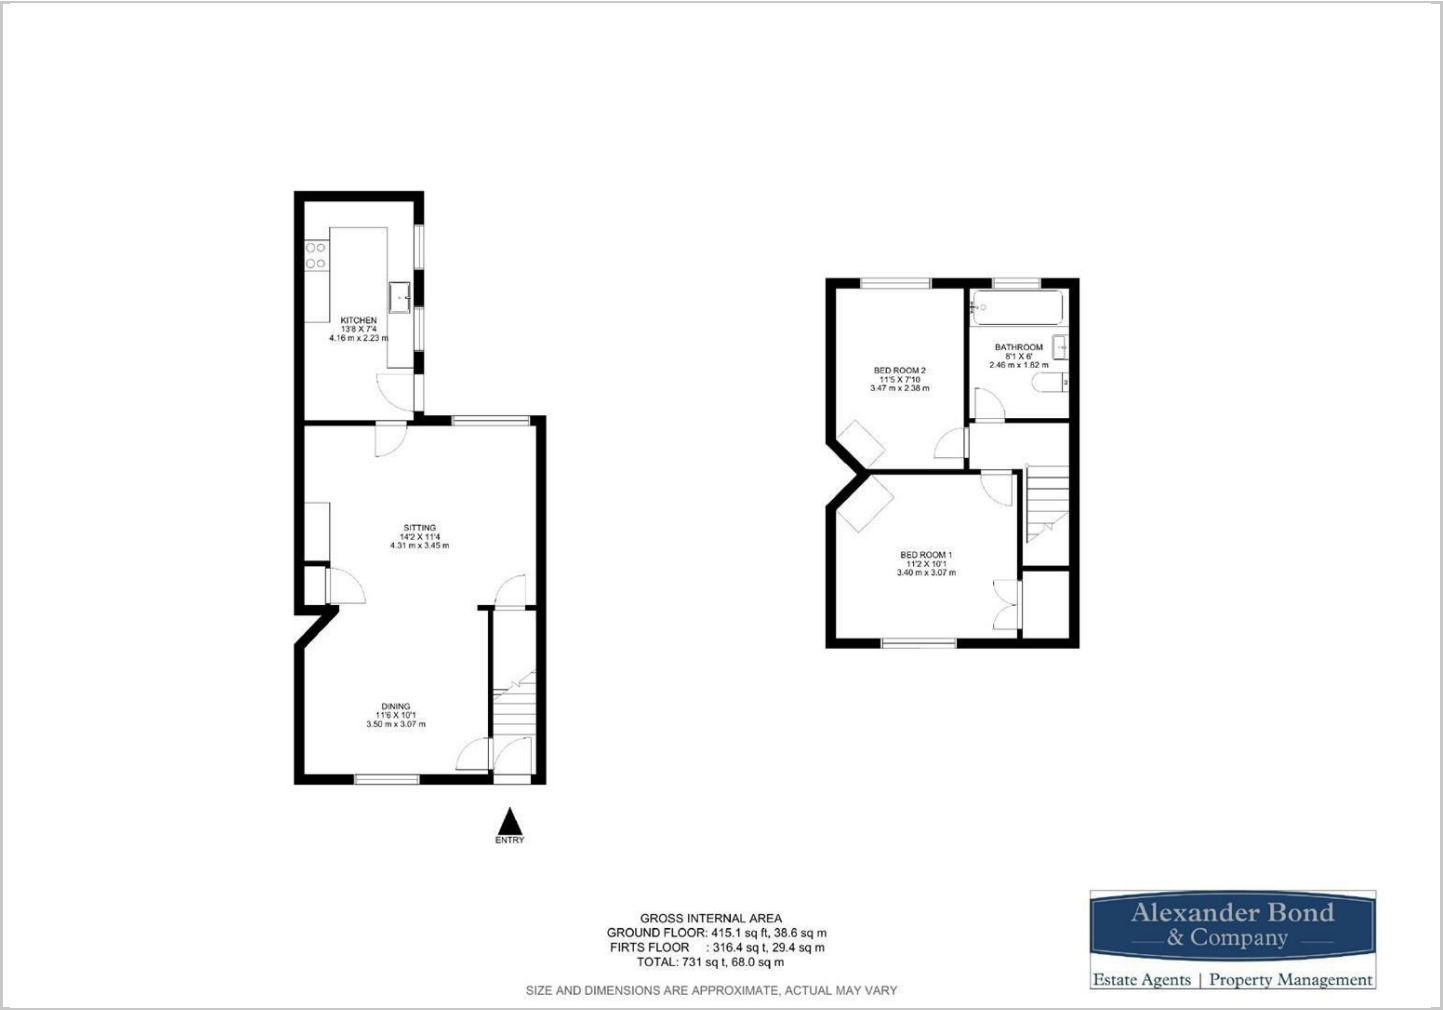 KITCHEN
13'8 X 7'4
4.16 m x 2.23 m
SITTING
14'2 X 11'4
4.31 m x 3.45 m
DINING
11'6 X 10'1
3.50 m x 3.07 m
ENTRY
BED ROOM 2
11'5 X 7'10
3.47 m x 2.38 m
BATHROOM
8'1 X 6'
2.46 m x 1.82 m
BED ROOM 1
11'2 X 10'1
3.40 m x 3.07 m
GROSS INTERNAL AREA
GROUND FLOOR: 415.1 sq ft, 38.6 sq m
FIRTS FLOOR : 316.4 sq t, 29.4 sq m
TOTAL: 731 sq t, 68.0 sq m
SIZE AND DIMENSIONS ARE APPROXIMATE, ACTUAL MAY VARY
Alexander Bond
& Company
Estate Agents | Property Management